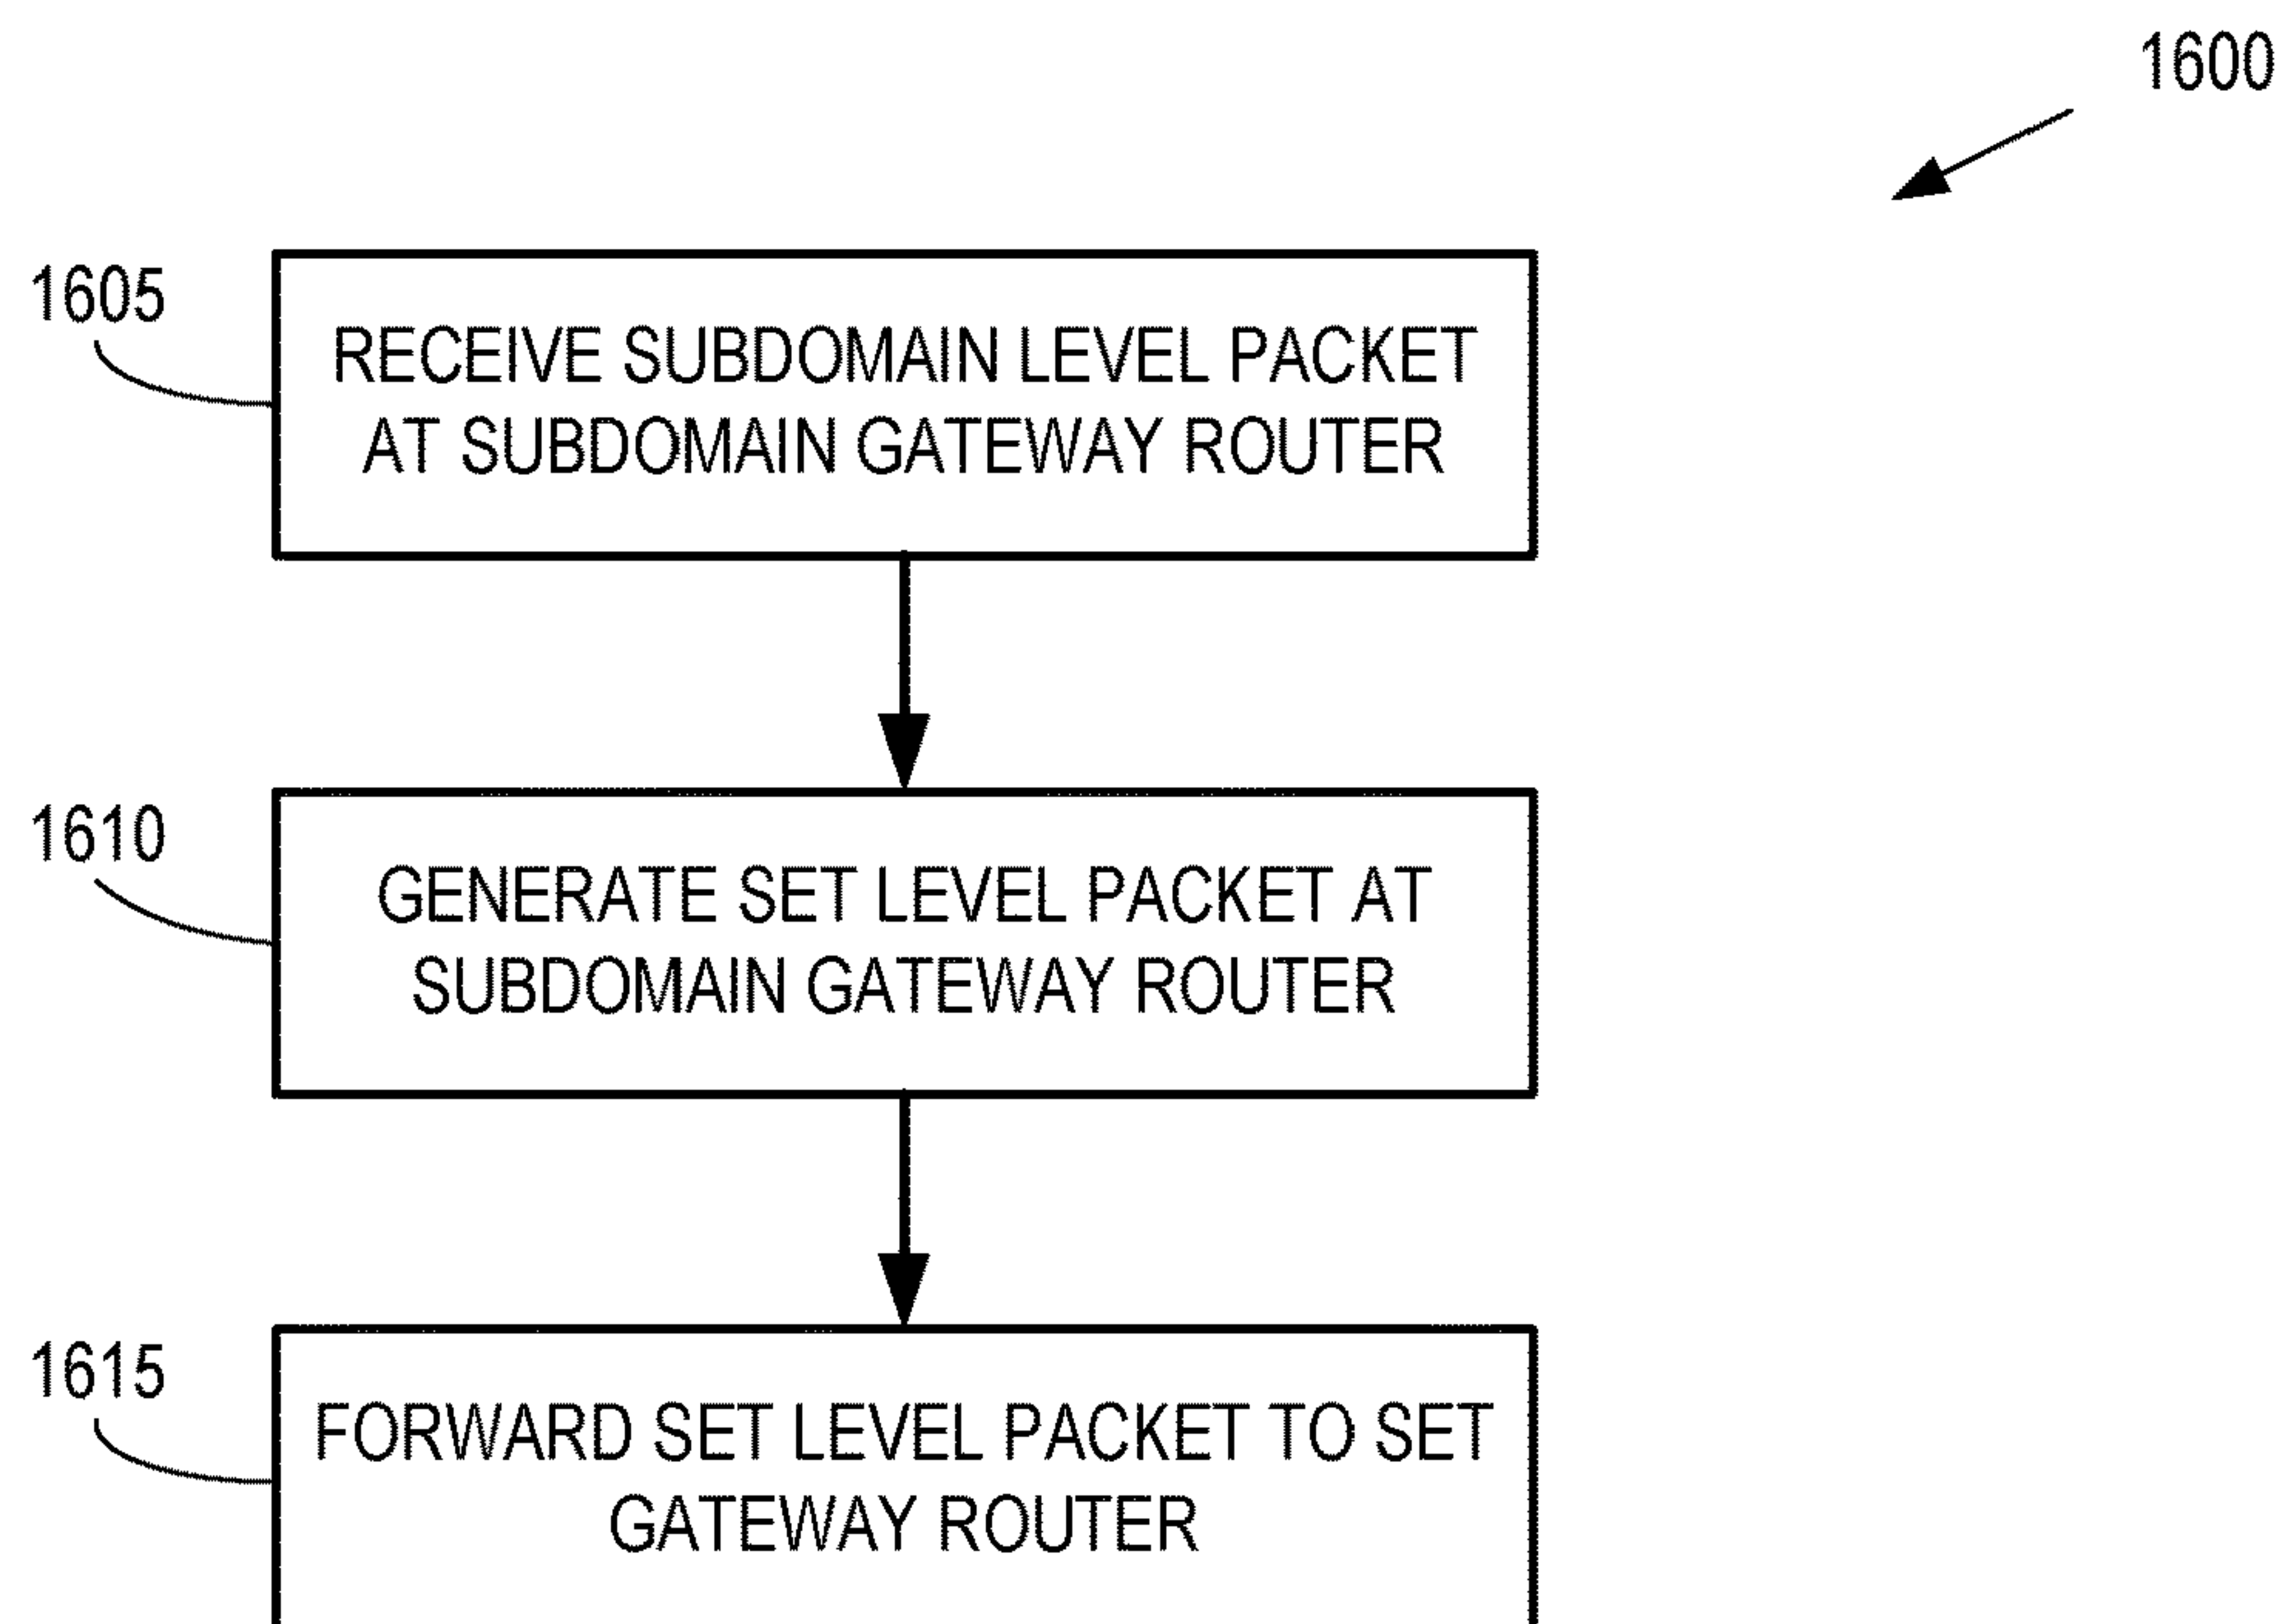 1600
1605
RECEIVE SUBDOMAIN LEVEL PACKET
AT SUBDOMAIN GATEWAY ROUTER
1610
GENERATE SET LEVEL PACKET AT
SUBDOMAIN GATEWAY ROUTER
1615
FORWARD SET LEVEL PACKET TO SET
GATEWAY ROUTER